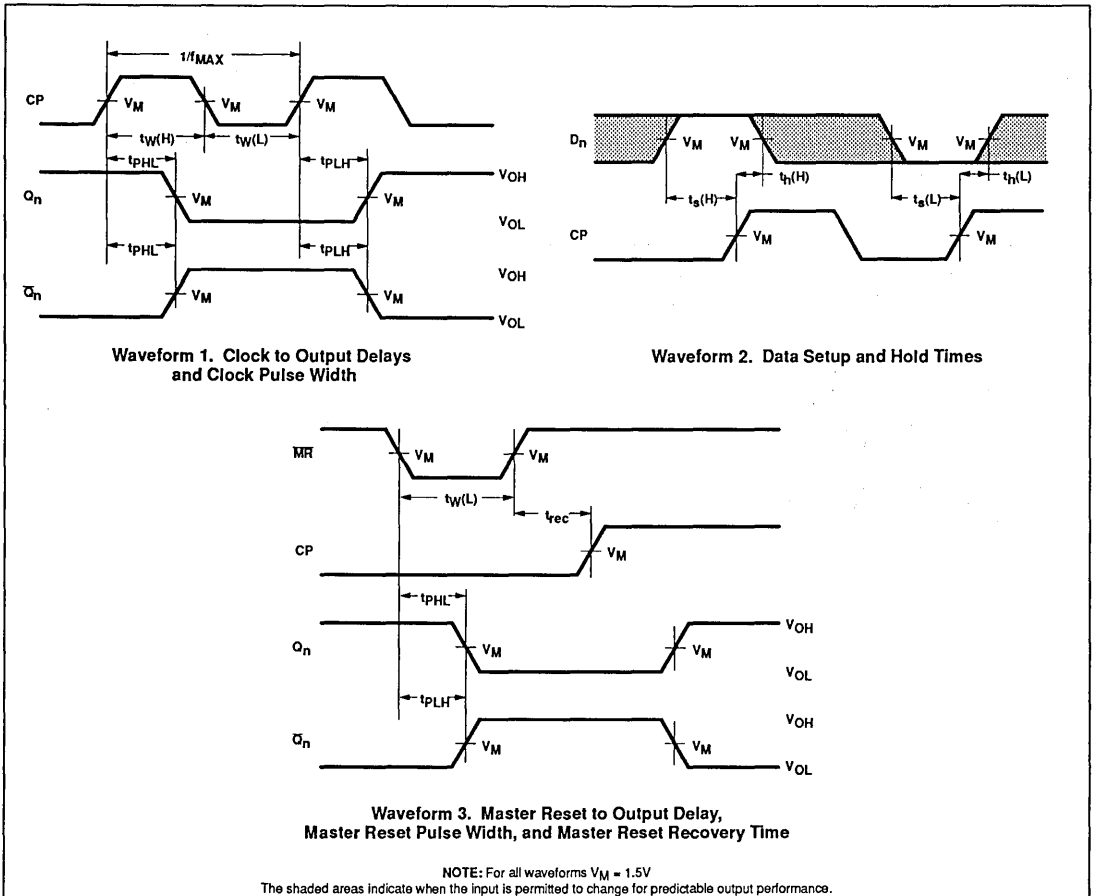 1/fMAX
CP VM VM VM
tW(H) tW(L)
tPHL tPLH
VOH
Qn VM VM
VOL
tPHL tPLH
VOH
Q̅n VM VM
VOL
Waveform 1. Clock to Output Delays
and Clock Pulse Width
Dn VM VM VM VM
th(H) th(L)
ts(H) ts(L)
CP VM VM
Waveform 2. Data Setup and Hold Times
M̅R̅ VM VM
tW(L)
trec
CP VM
tPHL
VOH
Qn VM VM
VOL
tPLH
VOH
Q̅n VM VM
VOL
Waveform 3. Master Reset to Output Delay,
Master Reset Pulse Width, and Master Reset Recovery Time
NOTE: For all waveforms VM = 1.5V
The shaded areas indicate when the input is permitted to change for predictable output performance.